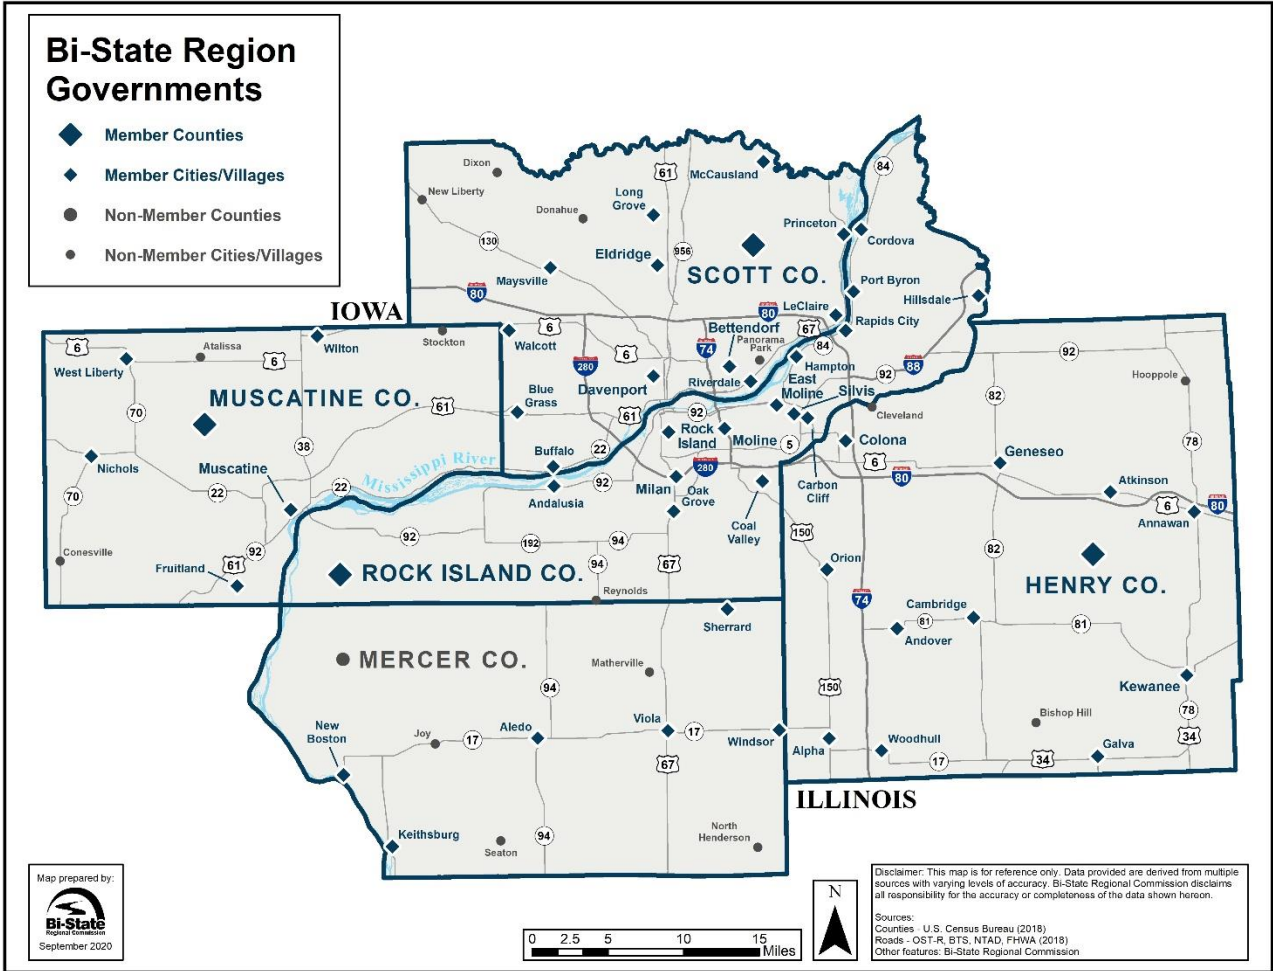 Bi-State Region
Governments
Member Counties
Member Cities/Villages
Non-Member Counties
Non-Member Cities/Villages
IOWA
SCOTT CO.
Dixon
New Liberty
Donahue
Long
Grove
McCausland
61
84
130
956
Eldridge
Maysville
80
Princeton
Cordova
Port Byron
Hillsdale
LeClaire
Rapids City
80
67
84
Bettendorf
Panorama
Park
74
Hampton
88
92
Walcott
6
280
6
Davenport
Riverdale
East
Moline
Silvis
Cleveland
Blue
Grass
61
92
Rock
Island
Moline
5
Buffalo
22
Andalusia
92
Milan
280
Oak
Grove
Coal
Valley
Carbon
Cliff
Colona
6
MUSCATINE CO.
6
Atalissa
6
Wilton
Stockton
West Liberty
70
61
38
Nichols
Muscatine
70
22
22
Mississippi River
Conesville
Fruitland
61
92
ROCK ISLAND CO.
92
192
94
94
67
Reynolds
HENRY CO.
92
Hooppole
82
78
Geneseo
80
Atkinson
6
80
Annawan
82
150
Orion
74
Cambridge
81
Andover
81
Kewanee
150
78
Bishop Hill
34
Alpha
Woodhull
17
34
Galva
MERCER CO.
Sherrard
Matherville
94
New
Boston
Joy
17
Aledo
Viola
17
Windsor
67
Keithsburg
Seaton
94
North
Henderson
ILLINOIS
Map prepared by:
Bi-State
Regional Commission
September 2020
0 2.5 5 10 15
Miles
N
Disclaimer: This map is for reference only. Data provided are derived from multiple
sources with varying levels of accuracy. Bi-State Regional Commission disclaims
all responsibility for the accuracy or completeness of the data shown hereon.
Sources:
Counties - U.S. Census Bureau (2018)
Roads - OST-R, BTS, NTAD, FHWA (2018)
Other features: Bi-State Regional Commission